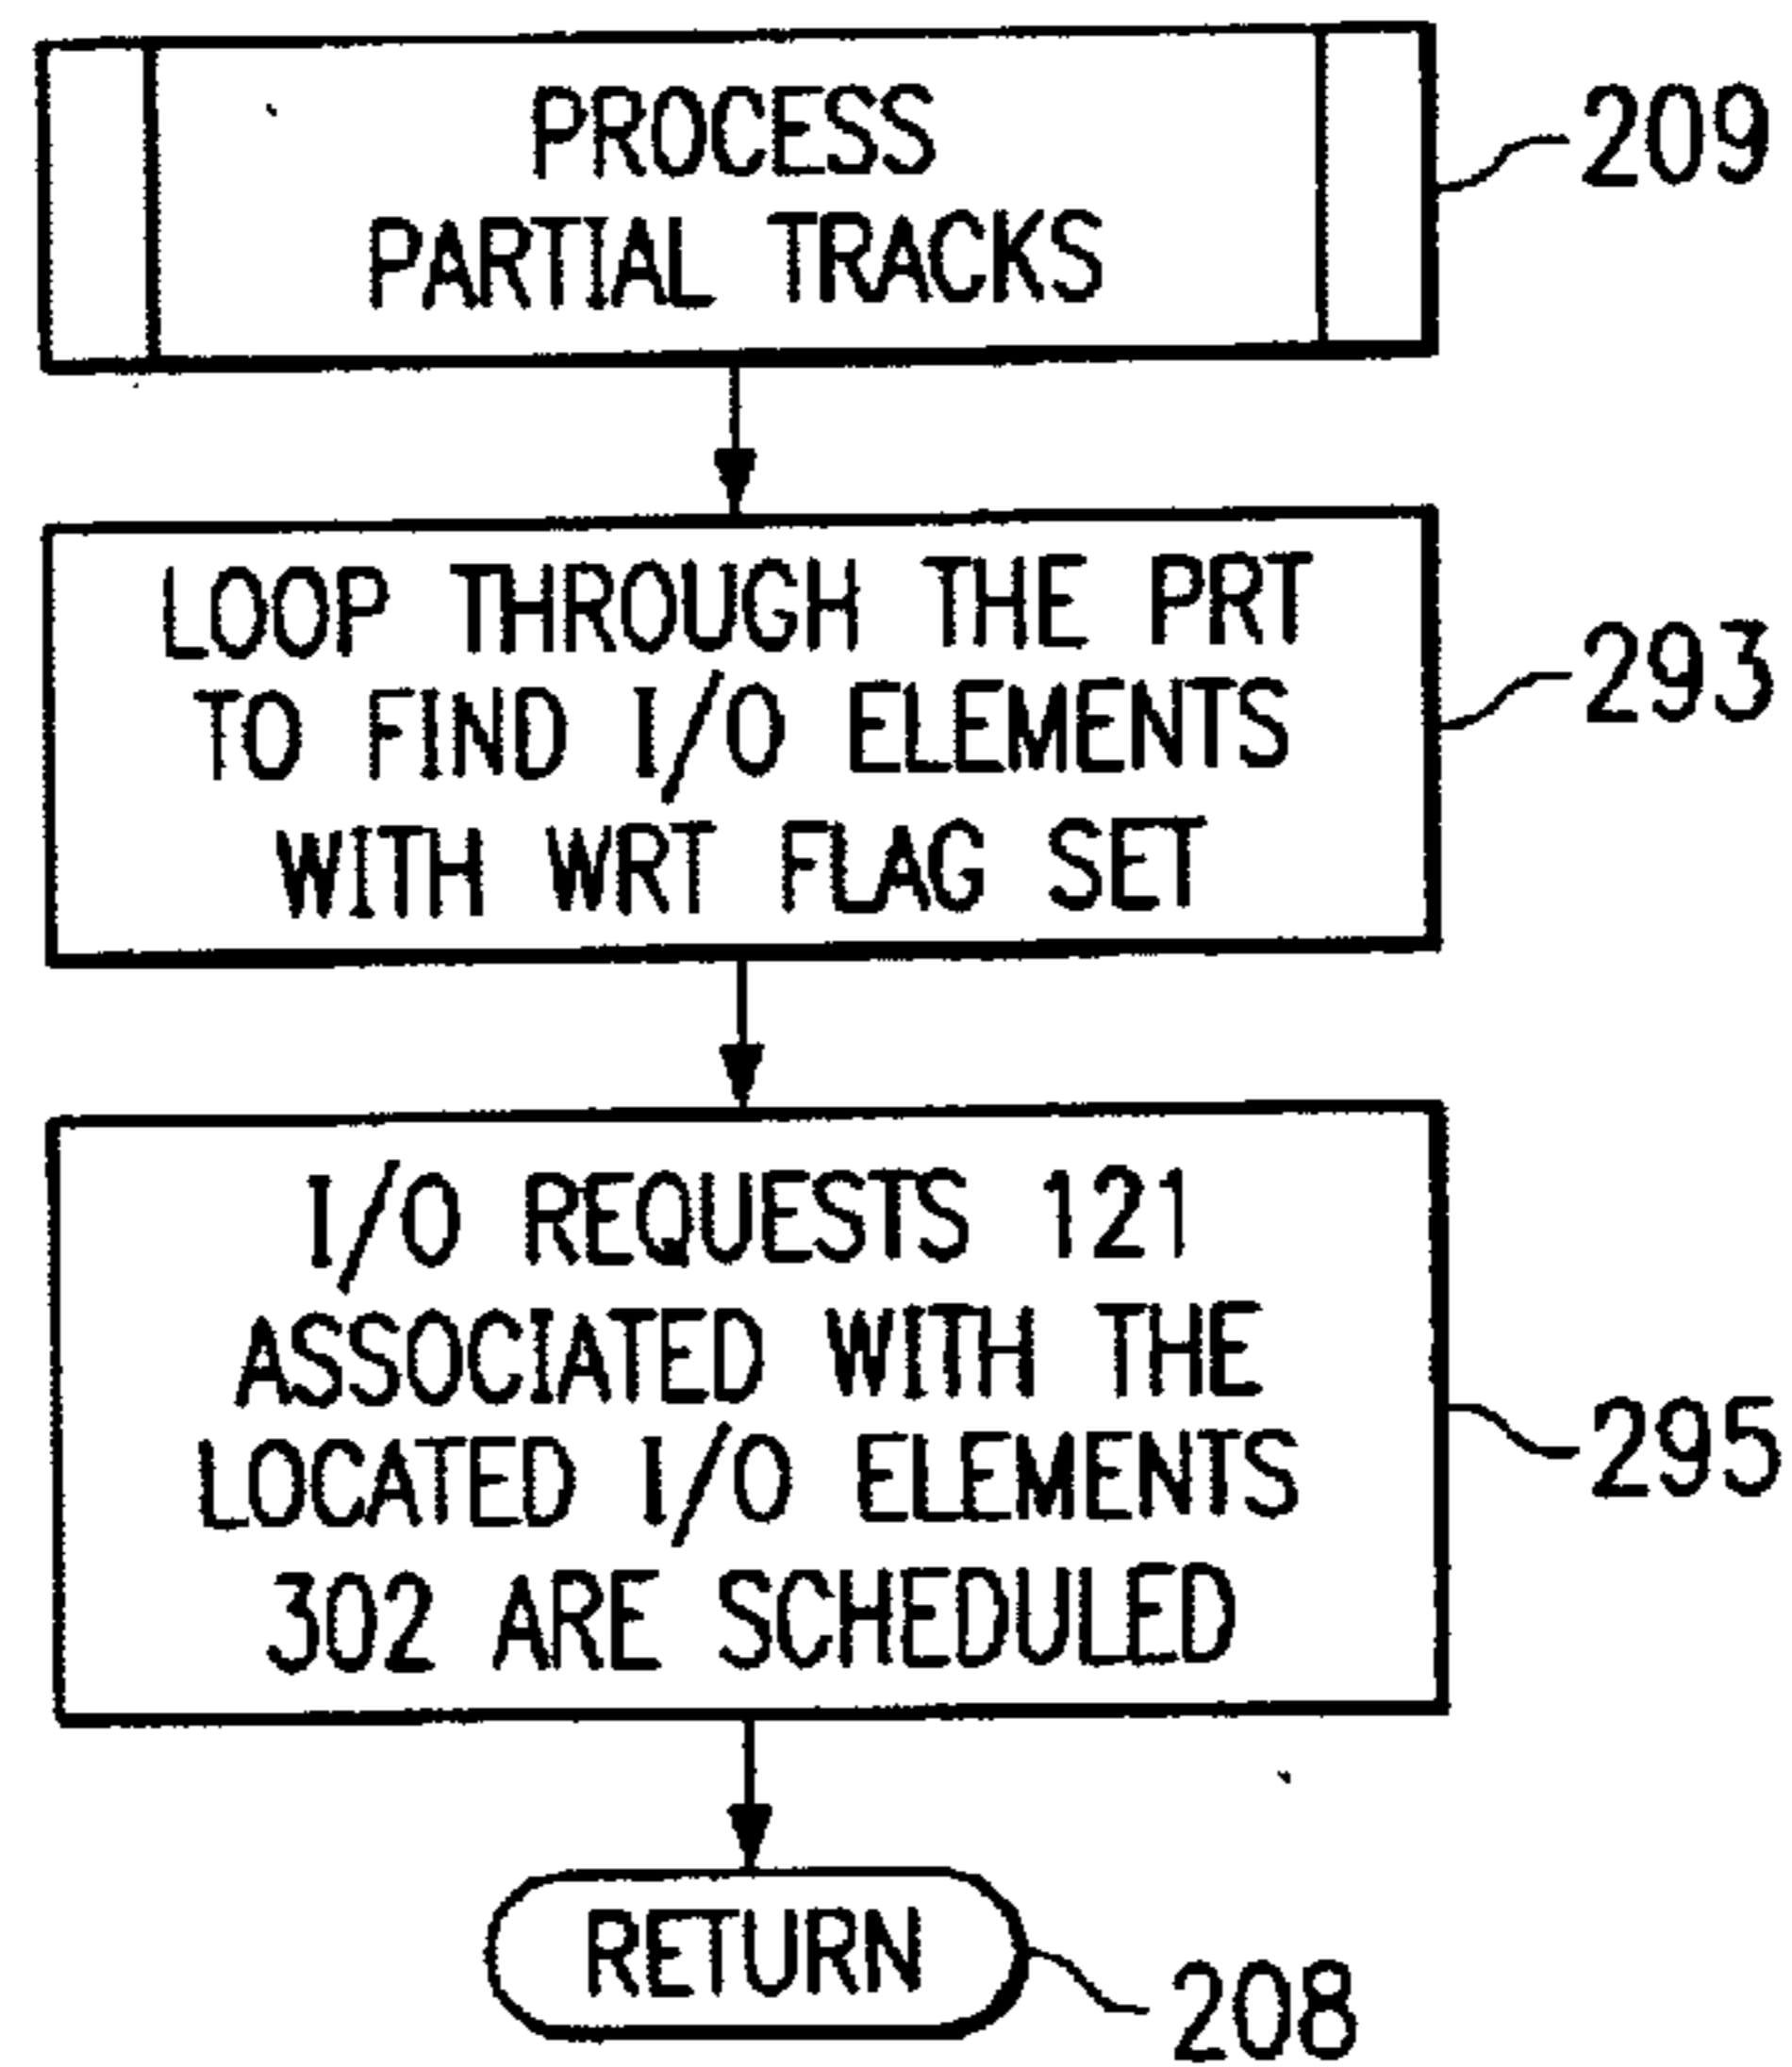 PROCESS
PARTIAL TRACKS
209
LOOP THROUGH THE PRT
TO FIND I/O ELEMENTS
WITH WRT FLAG SET
293
I/O REQUESTS 121
ASSOCIATED WITH THE
LOCATED I/O ELEMENTS
302 ARE SCHEDULED
295
RETURN
208